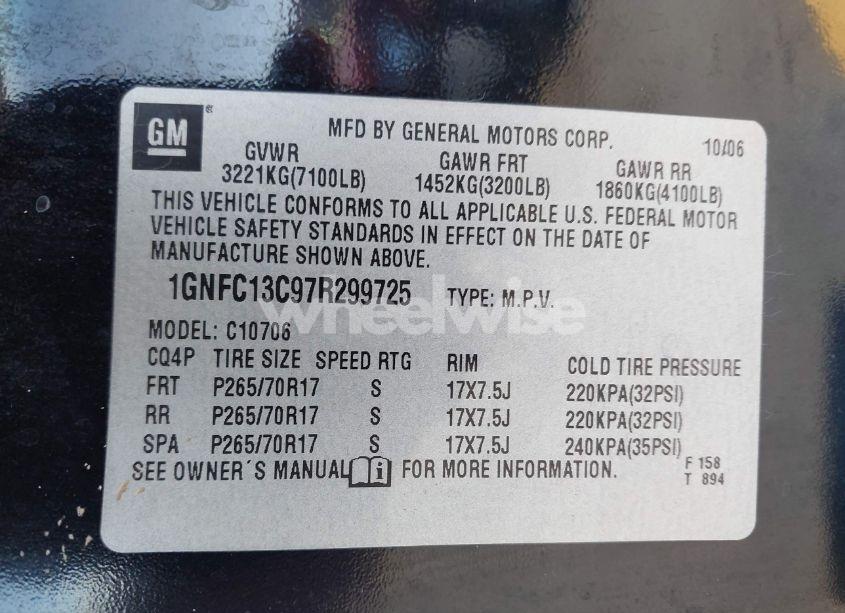 GM ®
MFD BY GENERAL MOTORS CORP. 10/06
GVWR GAWR FRT GAWR RR
3221KG(7100LB) 1452KG(3200LB) 1860KG(4100LB)
THIS VEHICLE CONFORMS TO ALL APPLICABLE U.S. FEDERAL MOTOR
VEHICLE SAFETY STANDARDS IN EFFECT ON THE DATE OF
MANUFACTURE SHOWN ABOVE.
1GNFC13C97R299725 TYPE: M.P.V.
wheelwise
MODEL: C10706
CQ4P TIRE SIZE SPEED RTG RIM COLD TIRE PRESSURE
FRT P265/70R17 S 17X7.5J 220KPA(32PSI)
RR P265/70R17 S 17X7.5J 220KPA(32PSI)
SPA P265/70R17 S 17X7.5J 240KPA(35PSI)
SEE OWNER´S MANUAL i FOR MORE INFORMATION. F 158
T 894